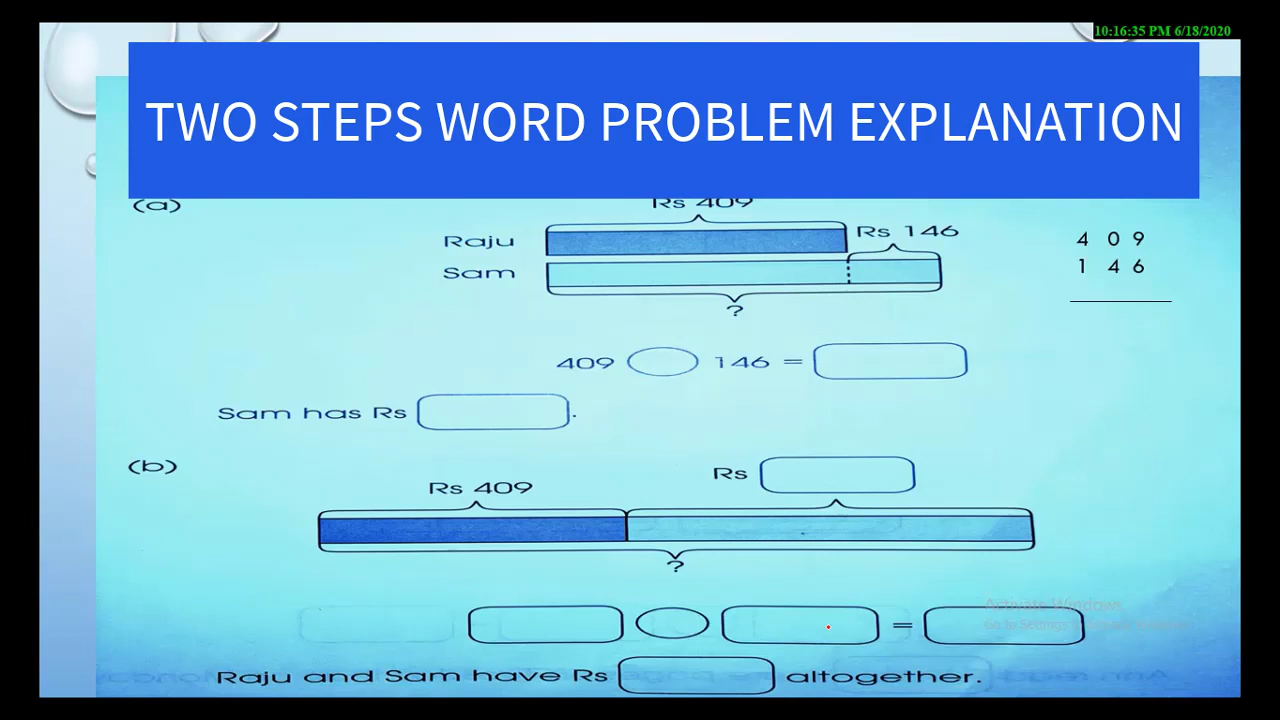 10:16:35 PM 6/18/2020
TWO STEPS WORD PROBLEM EXPLANATION
(a)
Rs 409
Raju
Rs 146
Sam
?
4 0 9
1 4 6
409 146 =
Sam has Rs .
(b)
Rs 409
Rs
?
=
Raju and Sam have Rs altogether.
Activate Windows